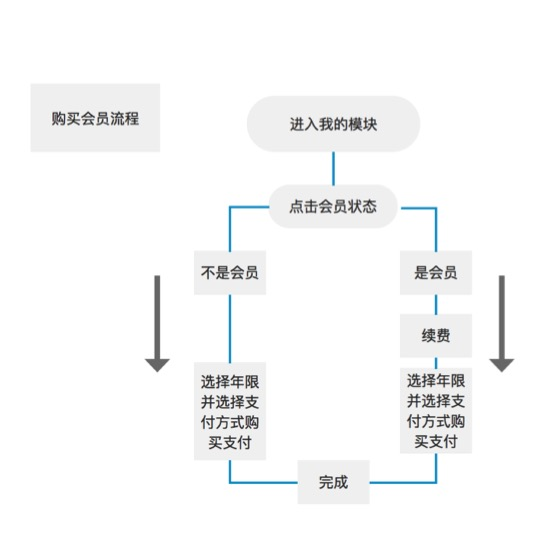 购买会员流程
进入我的模块
点击会员状态
不是会员
是会员
续费
选择年限
并选择支
付方式购
买支付
选择年限
并选择支
付方式购
买支付
完成